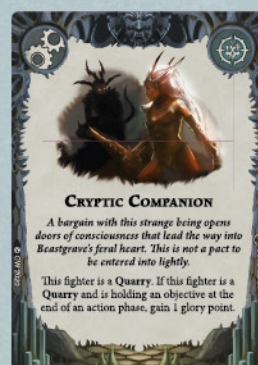 CRYPTIC COMPANION
A bargain with this strange being opens
doors of consciousness that lead the way into
Beastgrave's feral heart. This is not a pact to
be entered into lightly.
This fighter is a Quarry. If this fighter is a
Quarry and is holding an objective at the
end of an action phase, gain 1 glory point.
© GW 2020